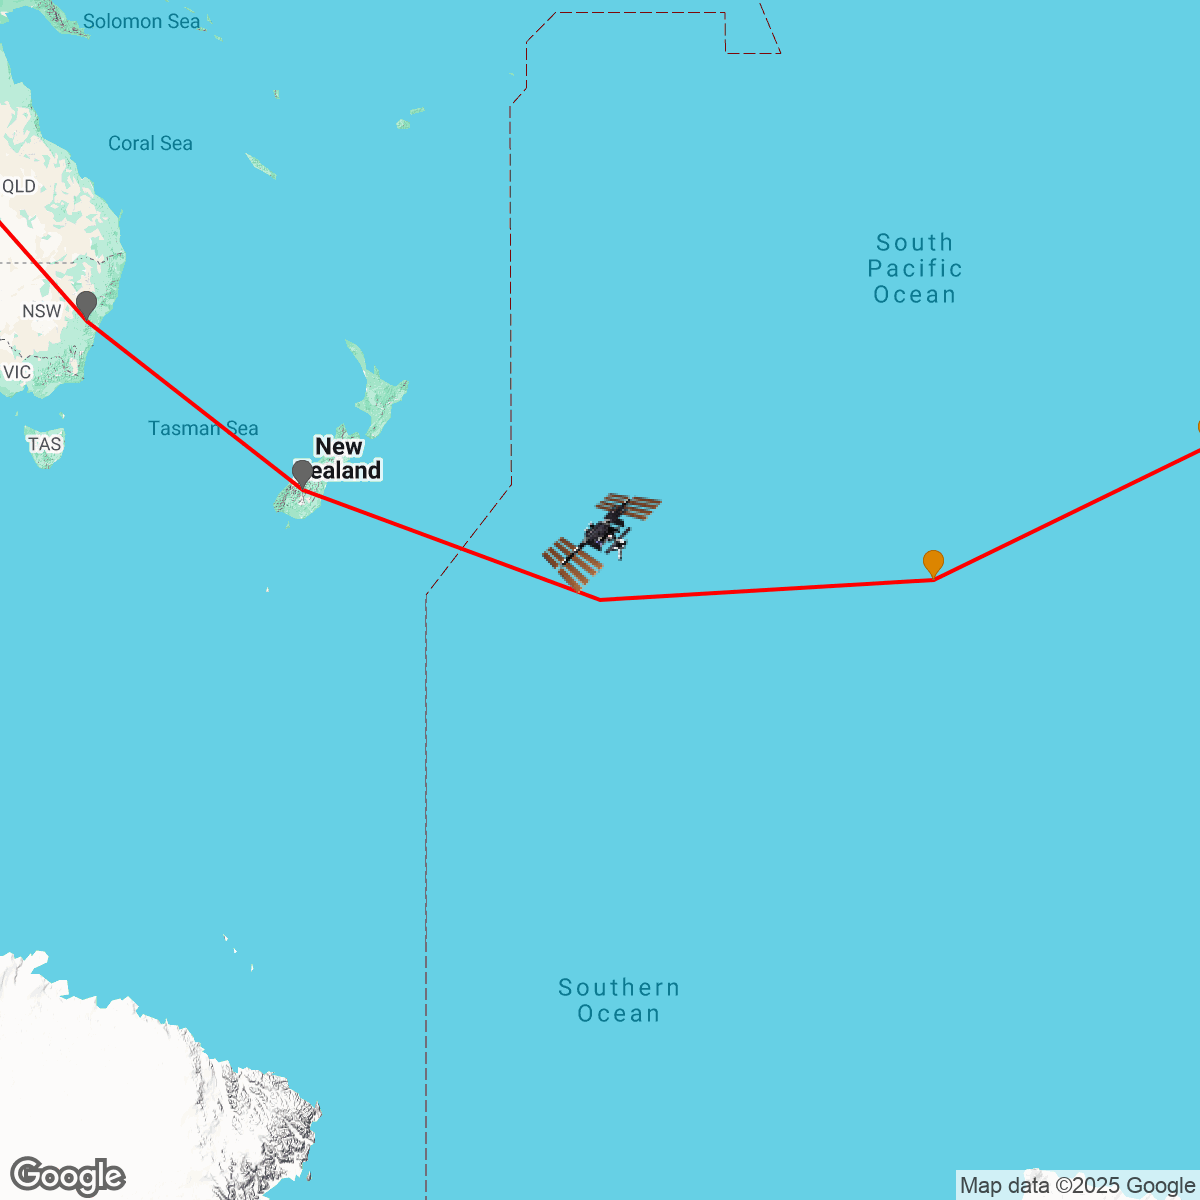 Solomon Sea
Coral Sea
QLD
South
Pacific
Ocean
NSW
VIC
Tasman Sea
TAS
New
ealand
Southern
Ocean
Google
Map data ©2025 Google